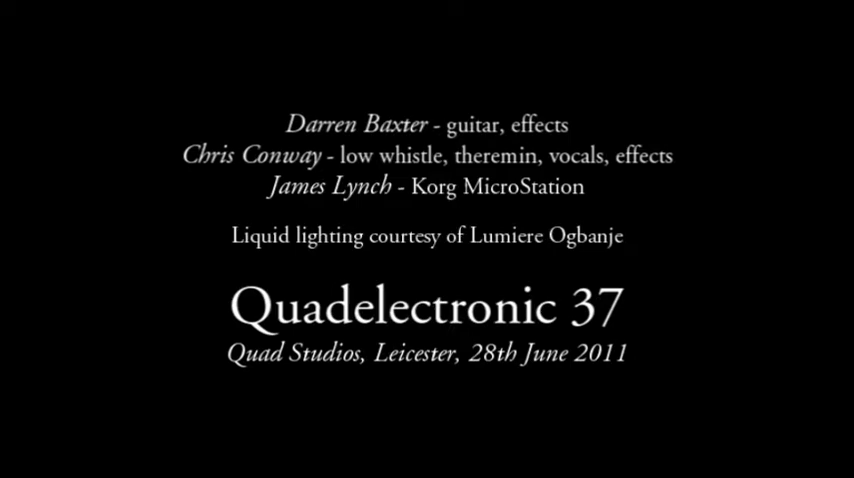 Darren Baxter - guitar, effects
Chris Conway - low whistle, theremin, vocals, effects
James Lynch - Korg MicroStation
Liquid lighting courtesy of Lumiere Ogbanje
Quadelectronic 37
Quad Studios, Leicester, 28th June 2011